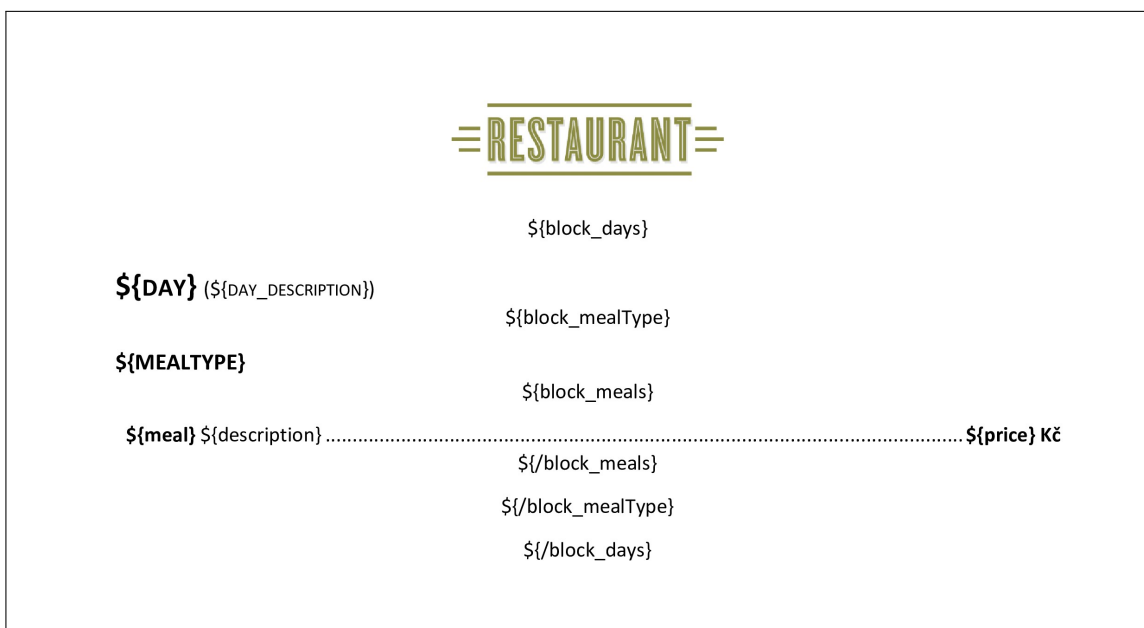 RESTAURANT
${block_days}
${DAY} (${DAY_DESCRIPTION})
${block_mealType}
${MEALTYPE}
${block_meals}
${meal} ${description} ........................................................................................................................ ${price} Kč
${/block_meals}
${/block_mealType}
${/block_days}